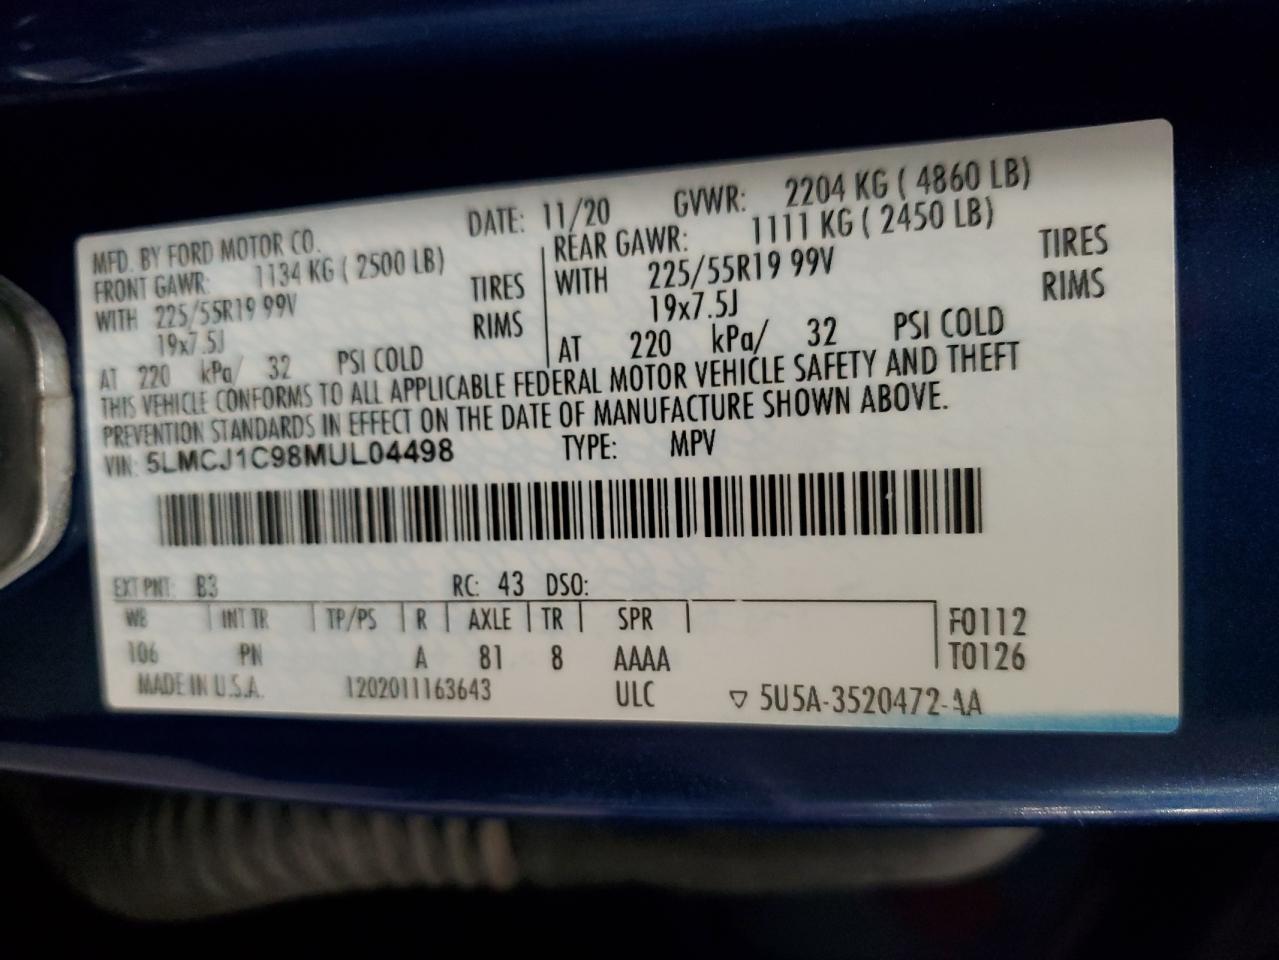 MFD. BY FORD MOTOR CO. DATE: 11/20 GVWR: 2204 KG ( 4860 LB)
FRONT GAWR: 1134 KG ( 2500 LB)
WITH 225/55R19 99V TIRES
19x7.5J RIMS
AT 220 kPa/ 32 PSI COLD
REAR GAWR: 1111 KG ( 2450 LB)
WITH 225/55R19 99V TIRES
19x7.5J RIMS
AT 220 kPa/ 32 PSI COLD
THIS VEHICLE CONFORMS TO ALL APPLICABLE FEDERAL MOTOR VEHICLE SAFETY AND THEFT
PREVENTION STANDARDS IN EFFECT ON THE DATE OF MANUFACTURE SHOWN ABOVE.
VIN: 5LMCJ1C98MUL04498 TYPE: MPV
EXT PNT: B3 RC: 43 DSO:
WB INT TR TP/PS R AXLE TR SPR F0112
106 PN A 81 8 AAAA T0126
MADE IN U.S.A. 1202011163643 ULC ▽ 5U5A-3520472-AA